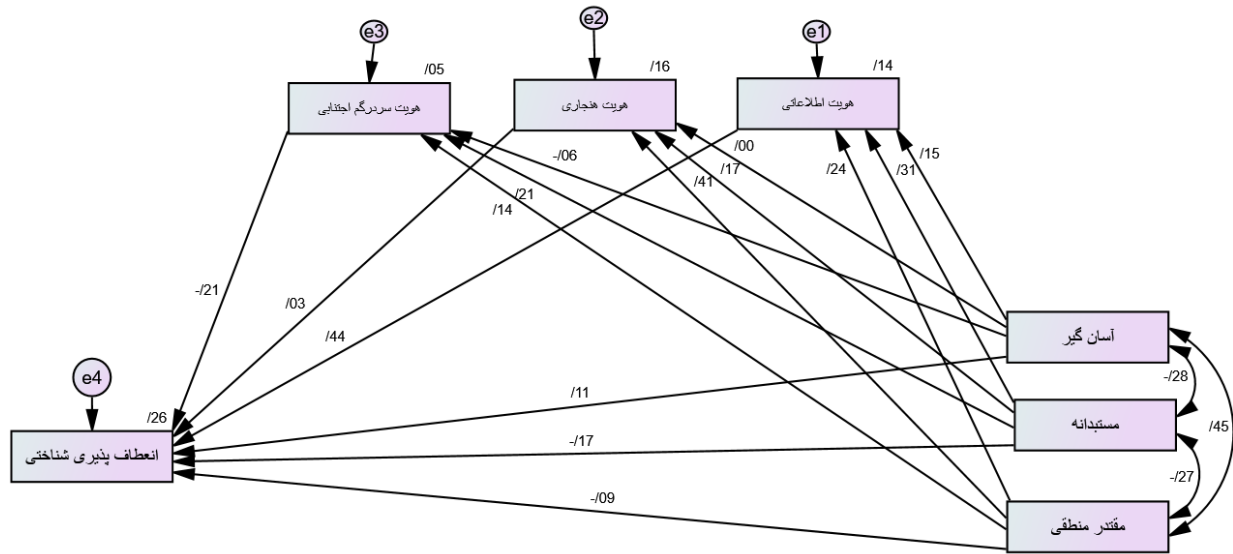 e3
e2
e1
/05
/16
/14
هویت سردرگم اجتنابی
هویت هنجاری
هویت اطلاعاتی
-/06
/00
/15
/17
/24
/31
/41
/21
/14
-/21
/03
/44
آسان گیر
-/28
e4
/11
/26
مستبدانه
/45
انعطاف پذیری شناختی
-/17
-/27
-/09
مقتدر منطقی